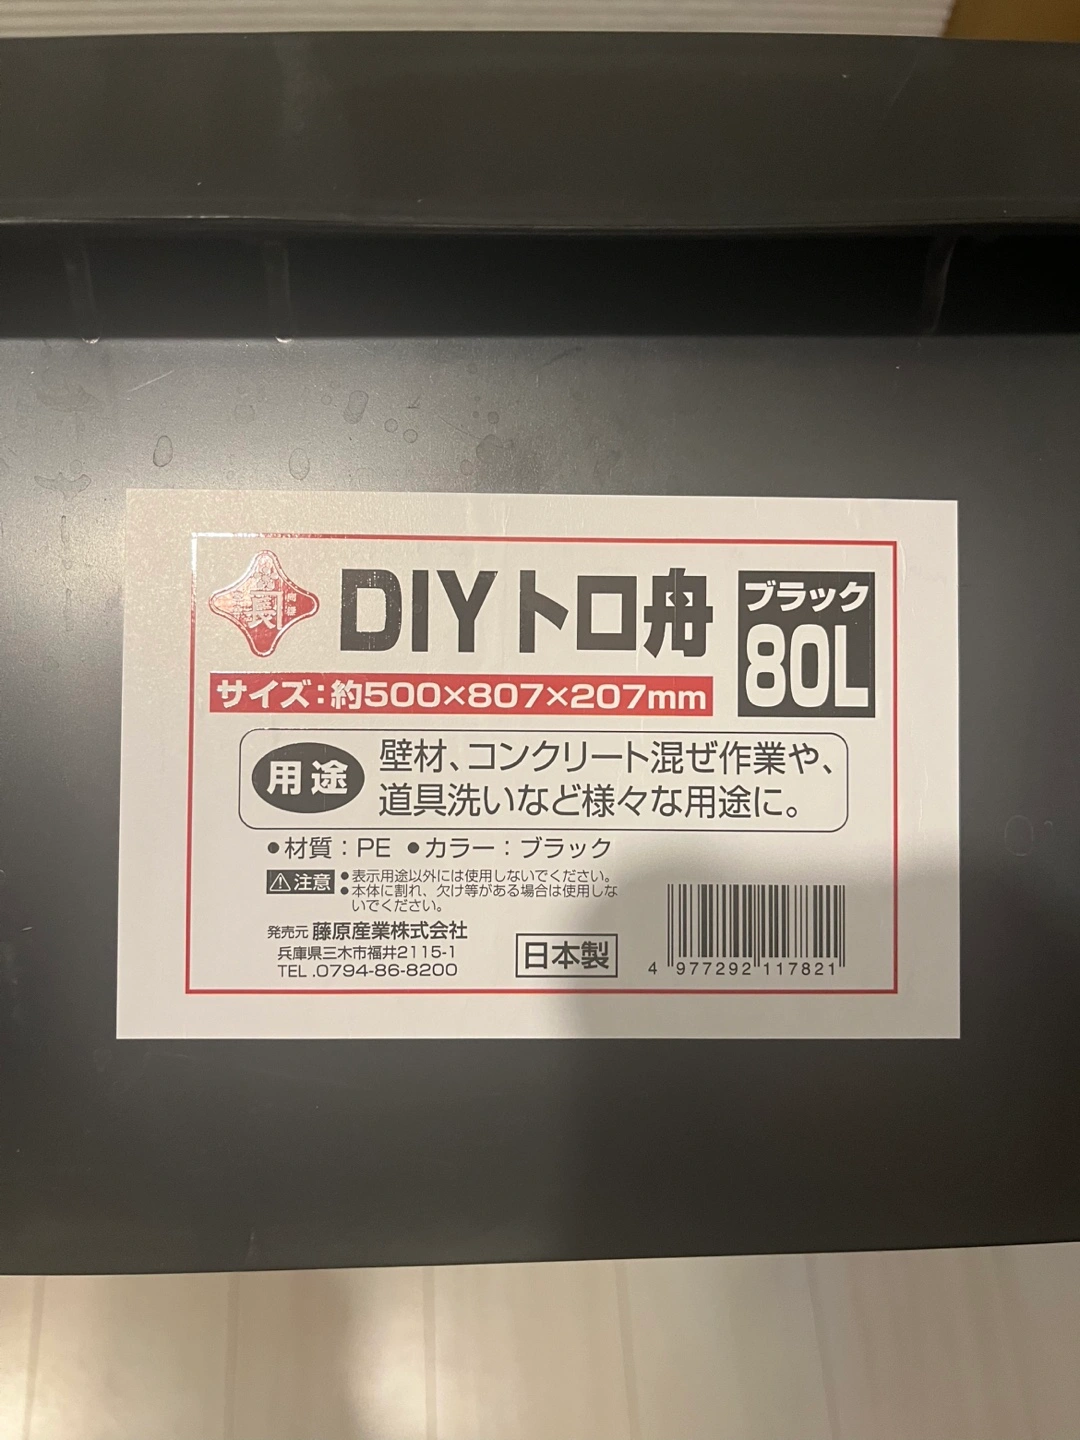 DIYトロ舟
ブラック
80L
サイズ：約500×807×207mm
用途
壁材、コンクリート混ぜ作業や、
道具洗いなど様々な用途に。
●材質：PE ●カラー：ブラック
注意
●表示用途以外には使用しないでください。
●本体に割れ、欠け等がある場合は使用しな
いでください。
発売元 藤原産業株式会社
兵庫県三木市福井2115-1
TEL.0794-86-8200
日本製
4 977292 117821